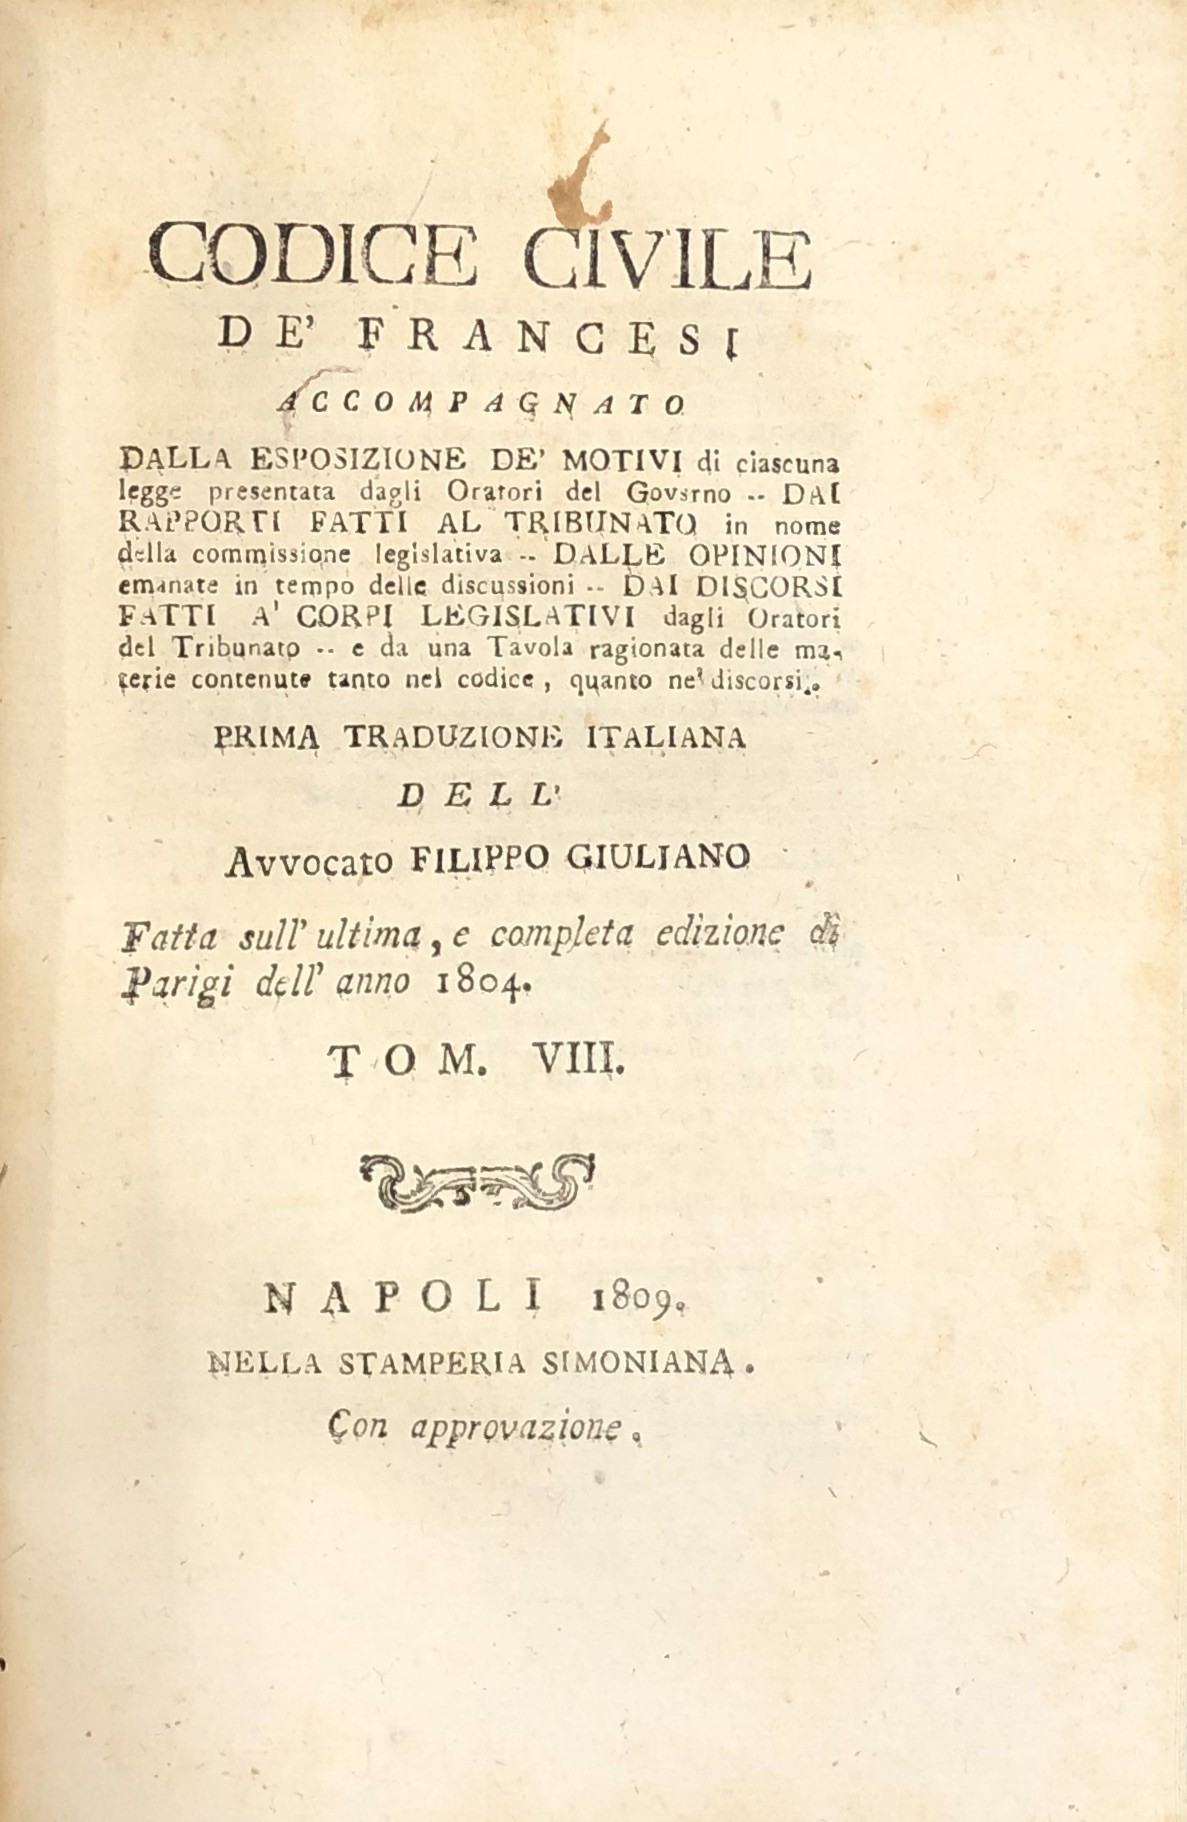 CODICE CIVILE
DE' FRANCESI
ACCOMPAGNATO
DALLA ESPOSIZIONE DE' MOTIVI di ciascuna
legge presentata dagli Oratori del Govsrno -- DAI
RAPPORTI FATTI AL TRIBUNATO in nome
della commissione legislativa -- DALLE OPINIONI
emanate in tempo delle discussioni -- DAI DISCORSI
FATTI A' CORPI LEGISLATIVI dagli Oratori
del Tribunato -- e da una Tavola ragionata delle ma-
terie contenute tanto nel codice, quanto ne' discorsi.
PRIMA TRADUZIONE ITALIANA
DELL'
Avvocato FILIPPO GIULIANO
Fatta sull' ultima, e completa edizione di
Parigi dell' anno 1804.
TOM. VIII.
NAPOLI 1809.
NELLA STAMPERIA SIMONIANA.
Con approvazione.